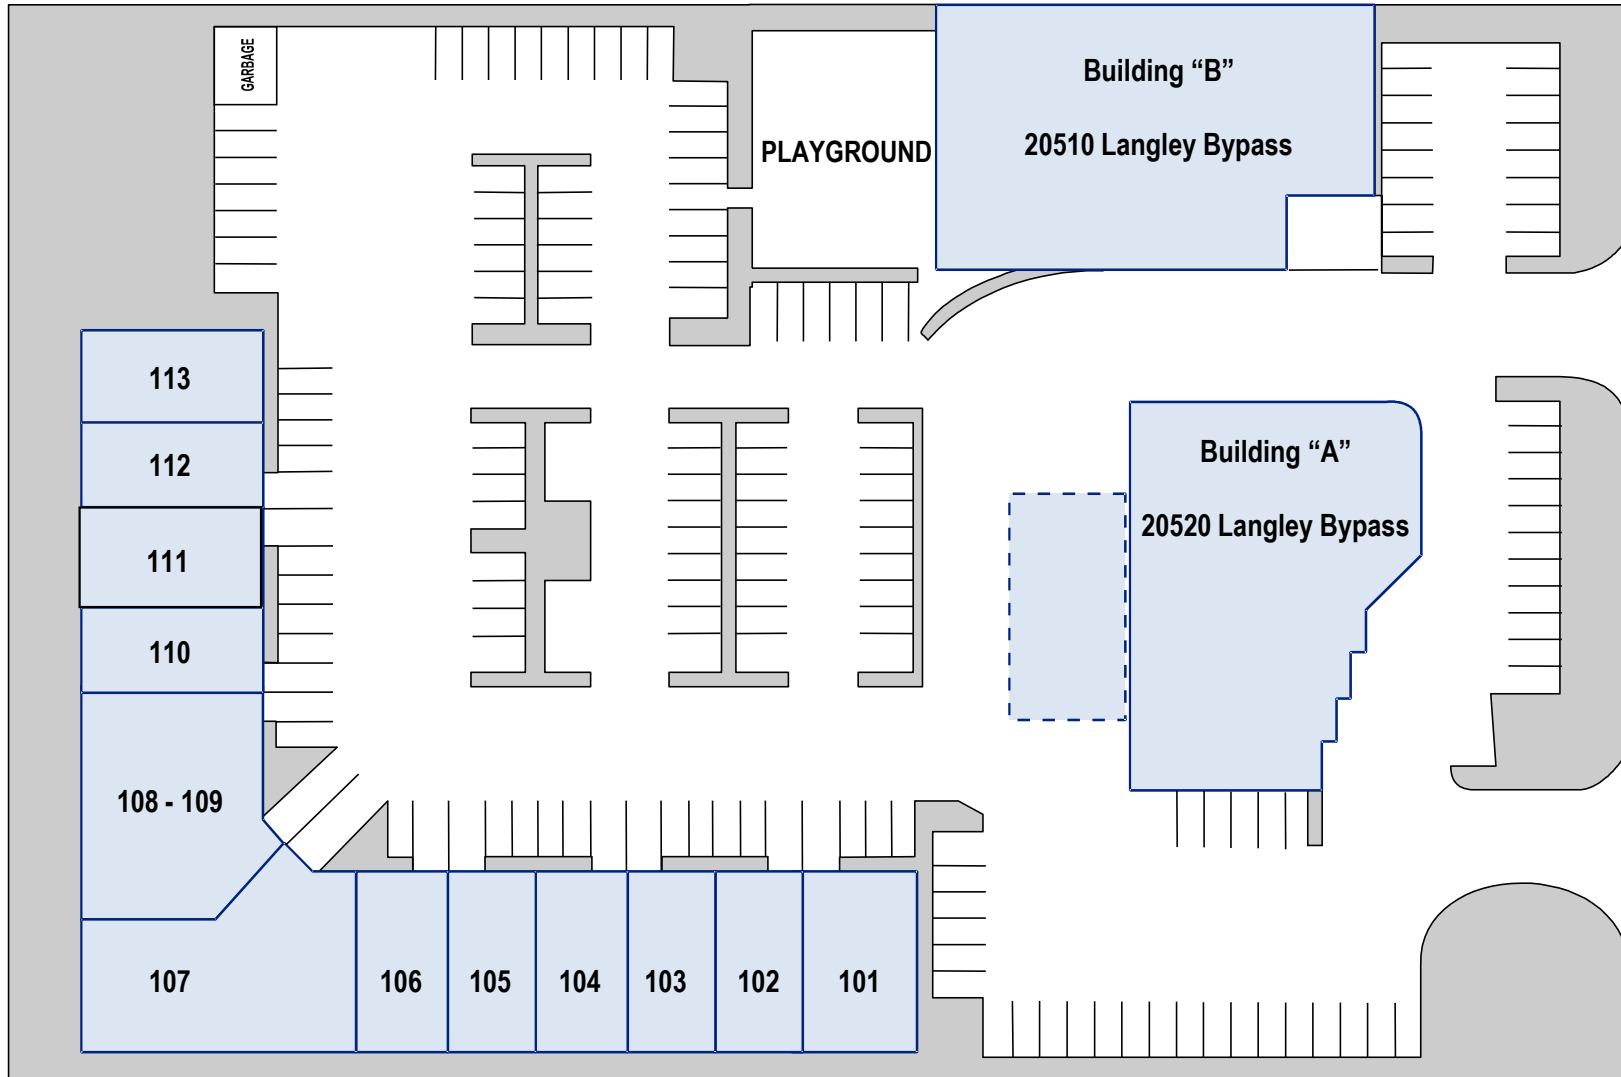 GARBAGE
Building “B”
20510 Langley Bypass
PLAYGROUND
113
112
111
110
108 - 109
107
106
105
104
103
102
101
Building “A”
20520 Langley Bypass